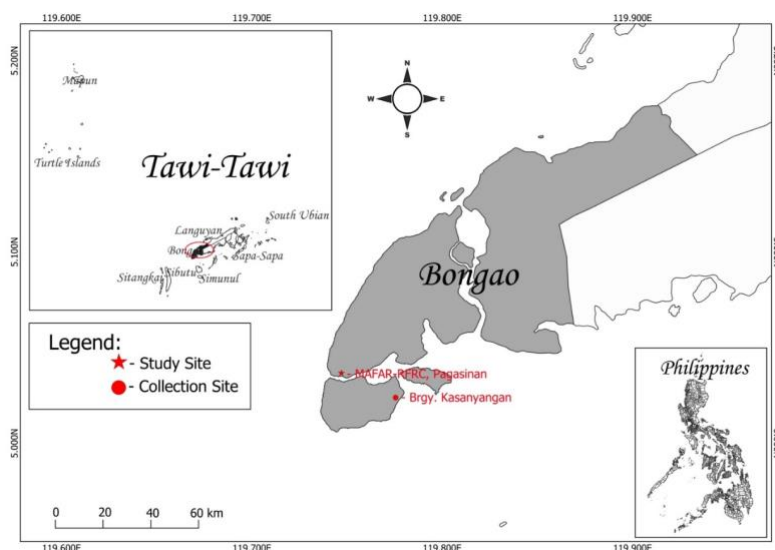 119.600E 119.700E 119.800E 119.900E
5.200N
5.100N
5.000N
Mapun
Turtle Islands
Tawi-Tawi
South Ubian
Languyan
Sapa-Sapa
Sitangkai
Sibutu
Simunul
N
W E
S
Bongao
Legend:
- Study Site
- Collection Site
- MAFAR-RFRC, Pagasinan
- Brgy. Kasanyangan
Philippines
0 20 40 60 km
119.600E 119.700E 119.800E 119.900E